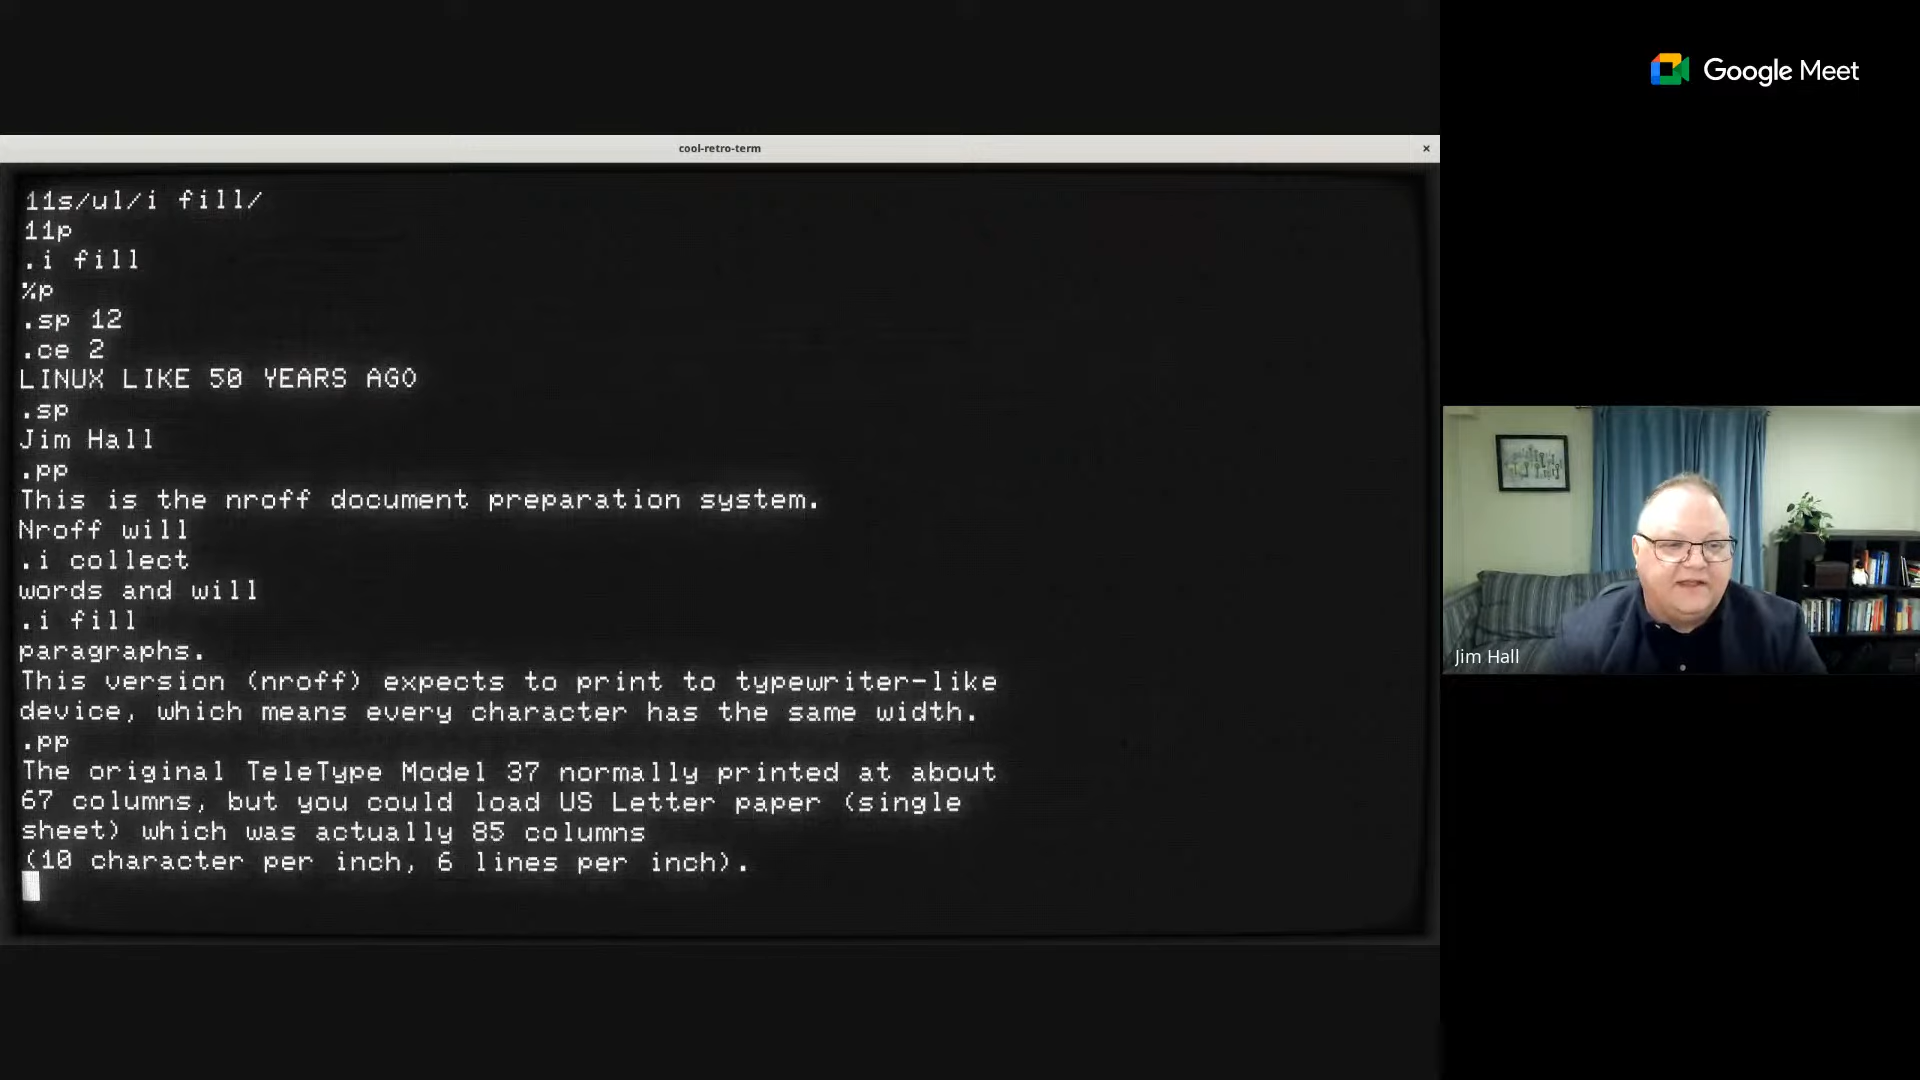 Google Meet
cool-retro-term
×
11s/ul/i fill/
11p
.i fill
%p
.sp 12
.ce 2
LINUX LIKE 50 YEARS AGO
.sp
Jim Hall
.pp
This is the nroff document preparation system.
Nroff will
.i collect
words and will
.i fill
paragraphs.
This version (nroff) expects to print to typewriter-like
device, which means every character has the same width.
.pp
The original TeleType Model 37 normally printed at about
67 columns, but you could load US Letter paper (single
sheet) which was actually 85 columns
(10 character per inch, 6 lines per inch).
Jim Hall